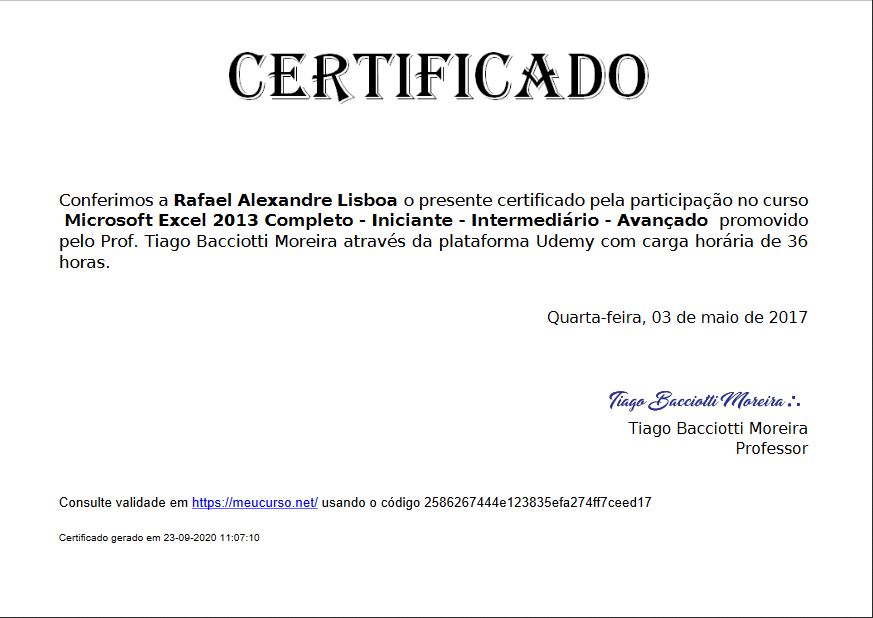 CERTIFICADO
Conferimos a Rafael Alexandre Lisboa o presente certificado pela participação no curso
Microsoft Excel 2013 Completo - Iniciante - Intermediário - Avançado promovido
pelo Prof. Tiago Bacciotti Moreira através da plataforma Udemy com carga horária de 36
horas.
Quarta-feira, 03 de maio de 2017
Tiago Bacciotti Moreira ∴
Tiago Bacciotti Moreira
Professor
Consulte validade em https://meucurso.net/ usando o código 2586267444e123835efa274ff7ceed17
Certificado gerado em 23-09-2020 11:07:10